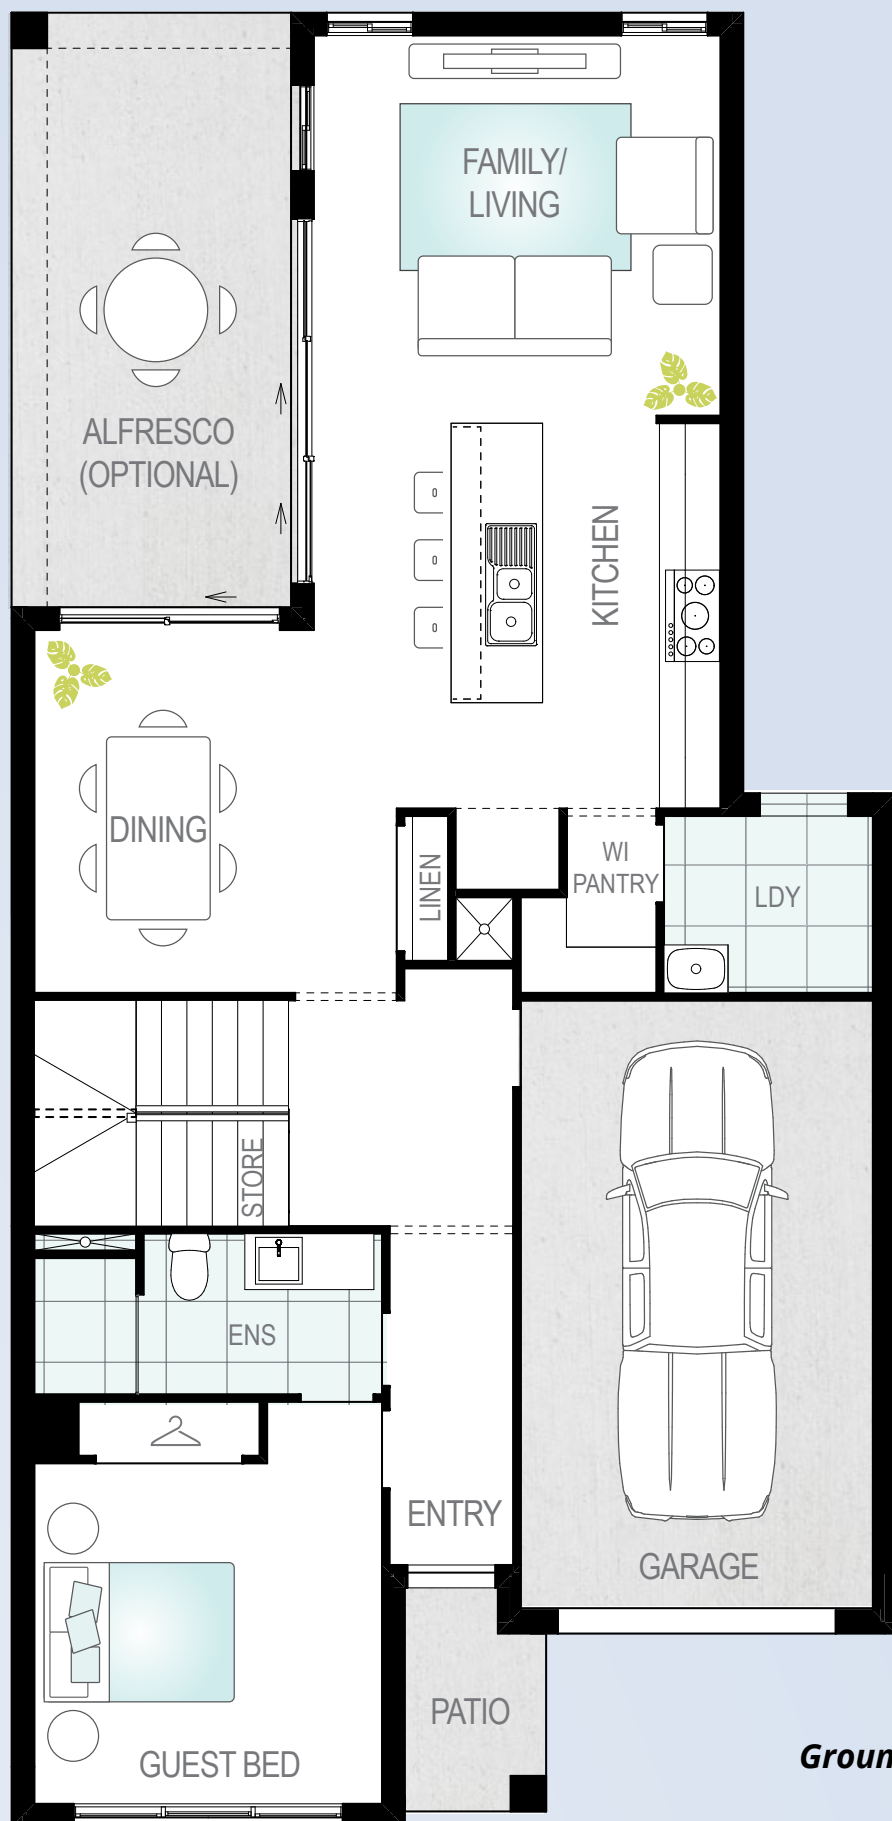 FAMILY/
LIVING
ALFRESCO
(OPTIONAL)
KITCHEN
DINING
LINEN
WI
PANTRY
LDY
STORE
ENS
ENTRY
GARAGE
PATIO
GUEST BED
Groun